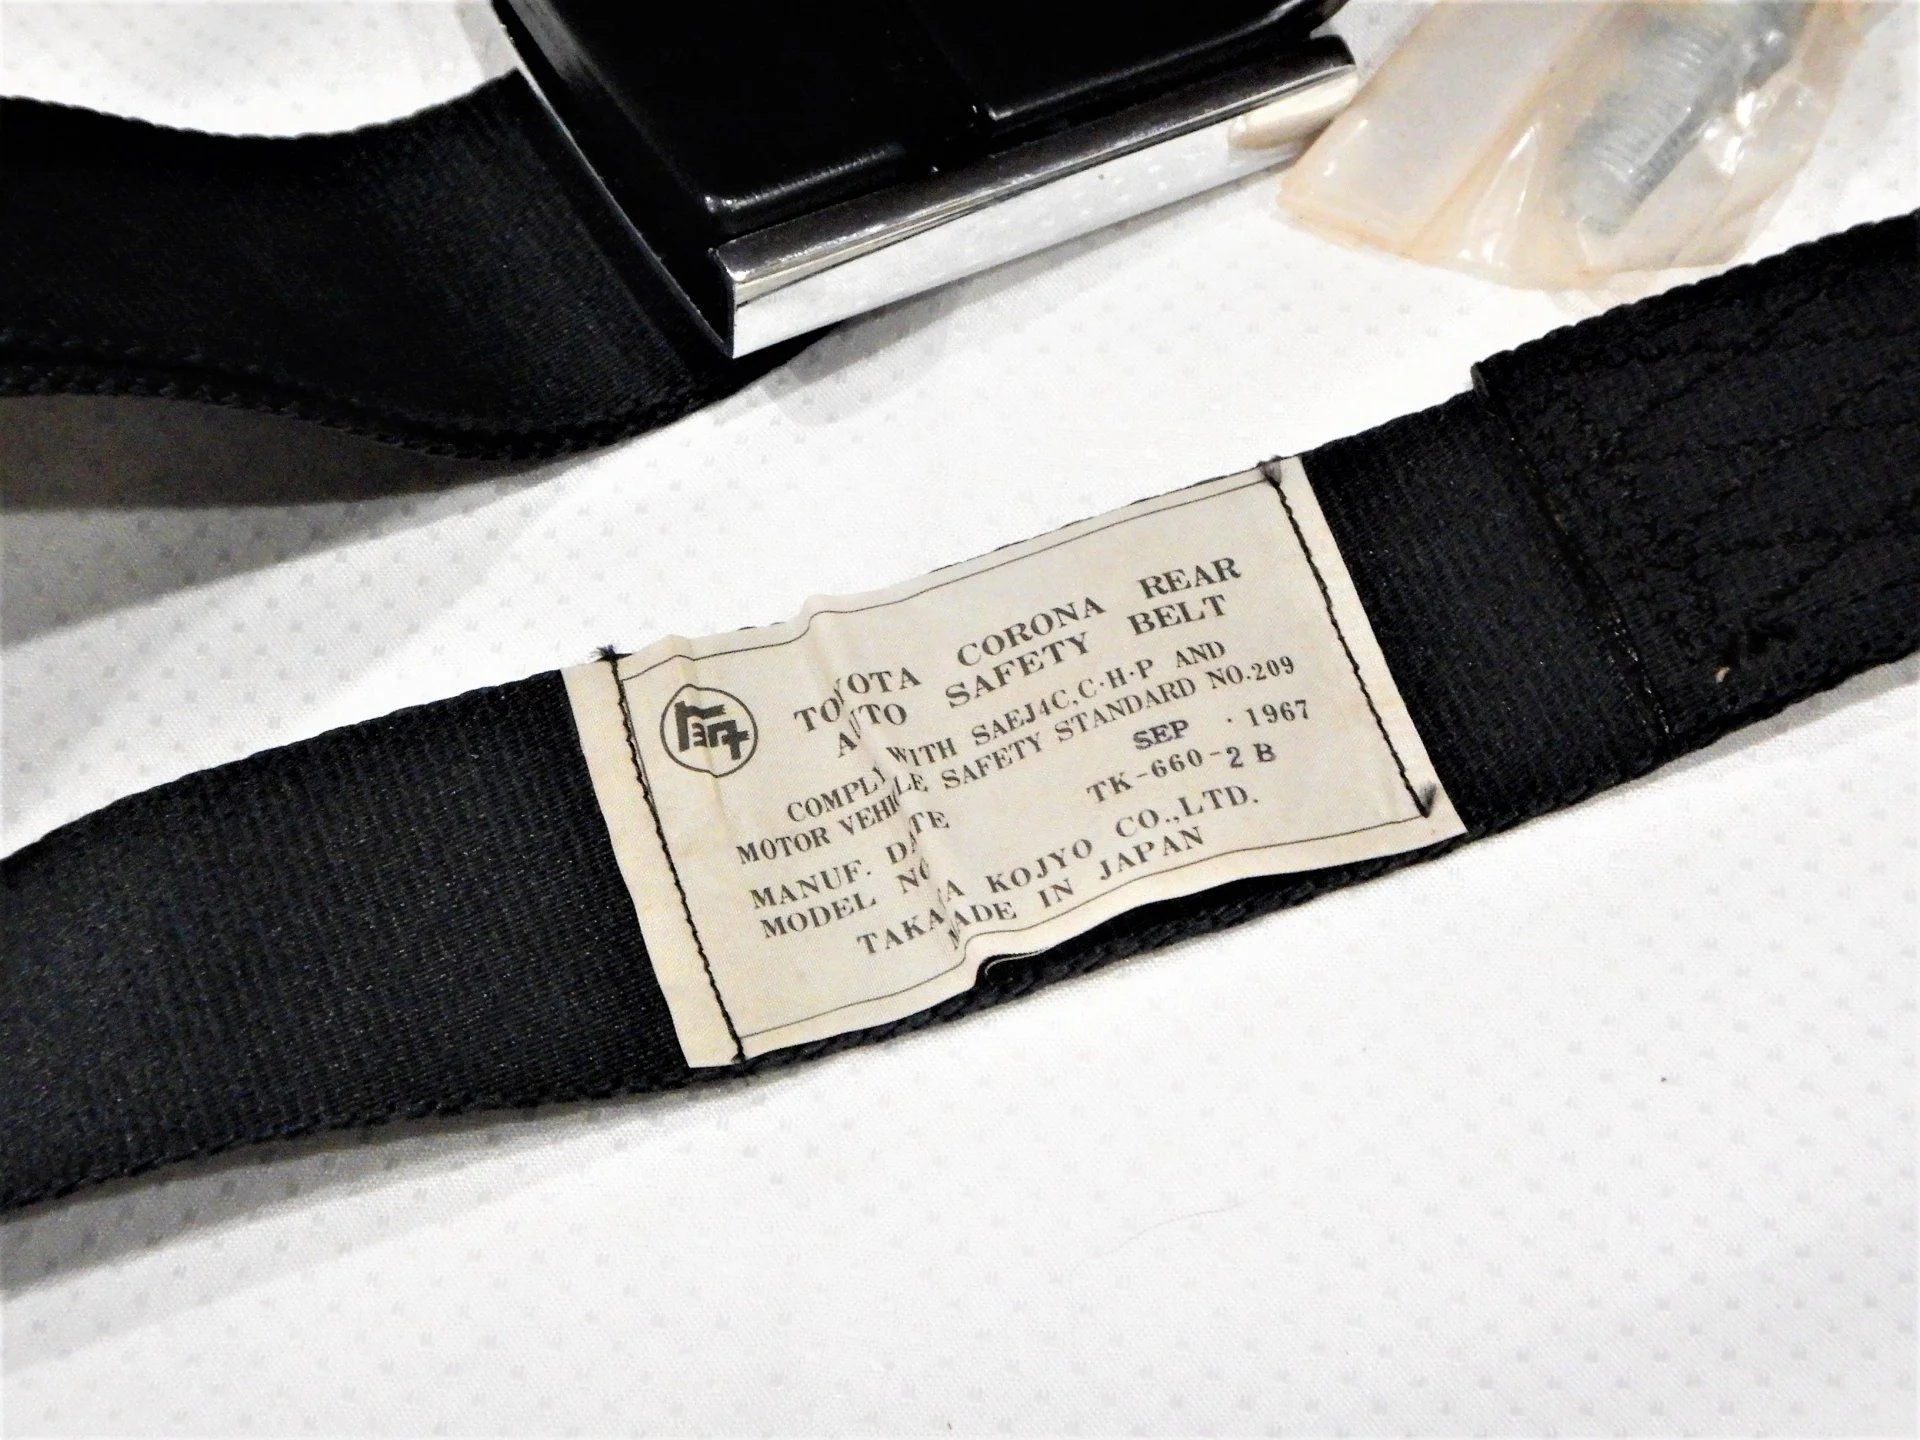 TOYOTA CORONA REAR
AUTO SAFETY BELT
COMPLY WITH SAEJ4C,C·H·P AND
MOTOR VEHICLE SAFETY STANDARD NO.209
MANUF. DATE SEP · 1967
MODEL NO TK-660-2 B
TAKATA KOJYO CO.,LTD.
MADE IN JAPAN